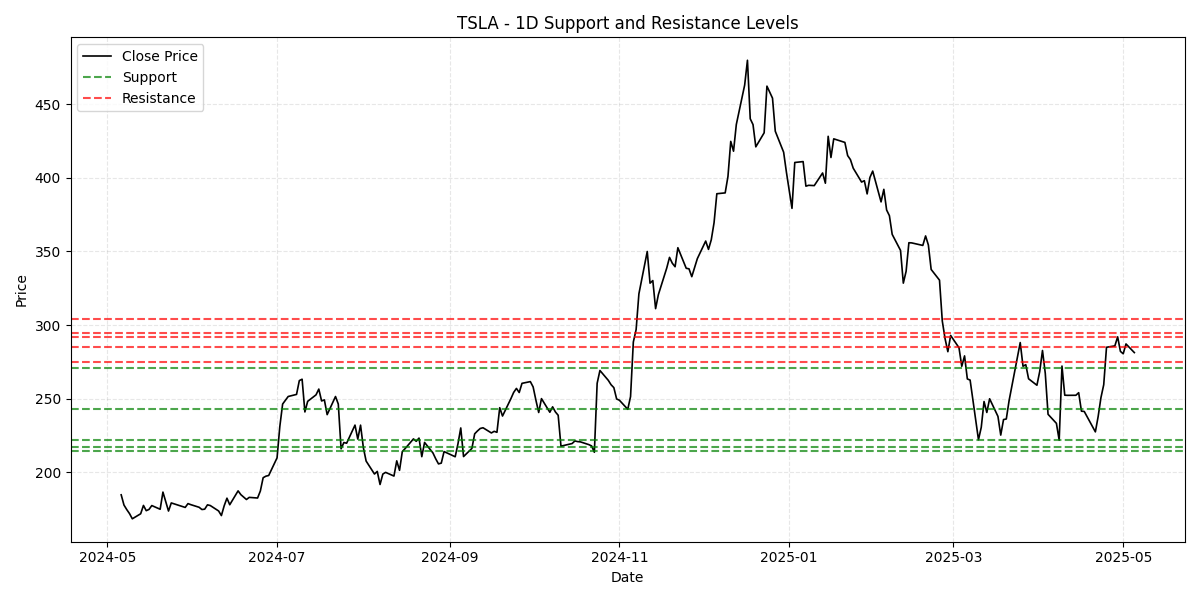 TSLA - 1D Support and Resistance Levels
Close Price
Support
Resistance
Price
450
400
350
300
250
200
2024-05 2024-07 2024-09 2024-11 2025-01 2025-03 2025-05
Date